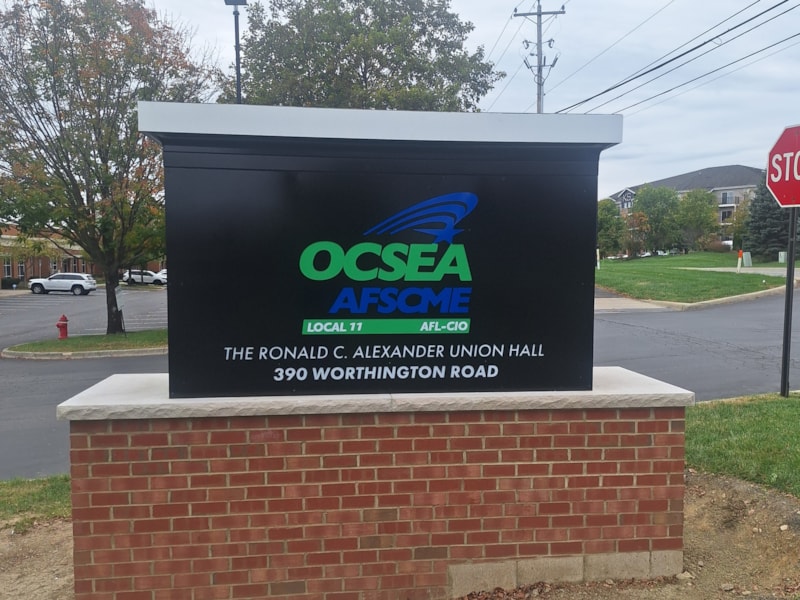 OCSEA
AFSCME
LOCAL 11 AFL-CIO
THE RONALD C. ALEXANDER UNION HALL
390 WORTHINGTON ROAD
STO